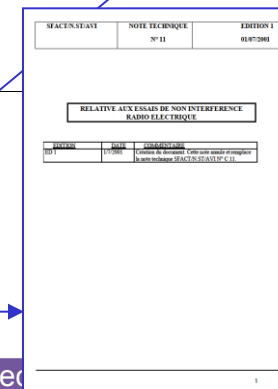 SFACT/N.ST/AVI NOTE TECHNIQUE EDITION 1
N° 11 01/07/2001
RELATIVE AUX ESSAIS DE NON INTERFERENCE
RADIO ELECTRIQUE
EDITION DATE COMMENTAIRE
ED 1 1/7/2001 Création du document. Cette note annule et remplace
la note technique SFACT/N.ST/AVI N° C 11.
1